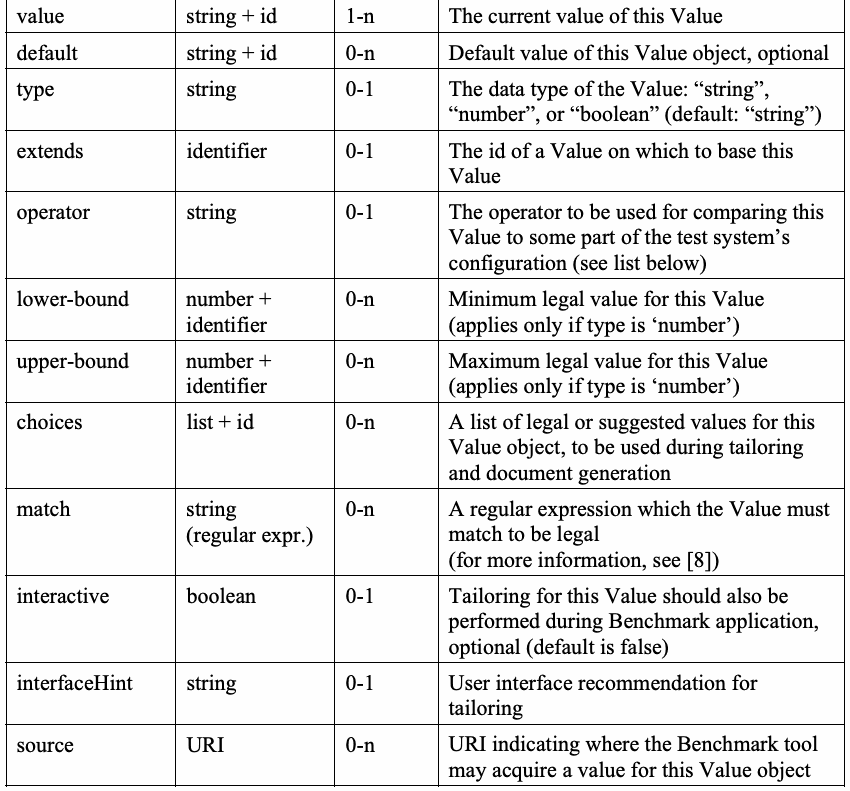 value string + id 1-n The current value of this Value
default string + id 0-n Default value of this Value object, optional
type string 0-1 The data type of the Value: “string”,
“number”, or “boolean” (default: “string”)
extends identifier 0-1 The id of a Value on which to base this
Value
operator string 0-1 The operator to be used for comparing this
Value to some part of the test system’s
configuration (see list below)
lower-bound number + 0-n Minimum legal value for this Value
identifier (applies only if type is ‘number’)
upper-bound number + 0-n Maximum legal value for this Value
identifier (applies only if type is ‘number’)
choices list + id 0-n A list of legal or suggested values for this
Value object, to be used during tailoring
and document generation
match string 0-n A regular expression which the Value must
(regular expr.) match to be legal
(for more information, see [8])
interactive boolean 0-1 Tailoring for this Value should also be
performed during Benchmark application,
optional (default is false)
interfaceHint string 0-1 User interface recommendation for
tailoring
source URI 0-n URI indicating where the Benchmark tool
may acquire a value for this Value object